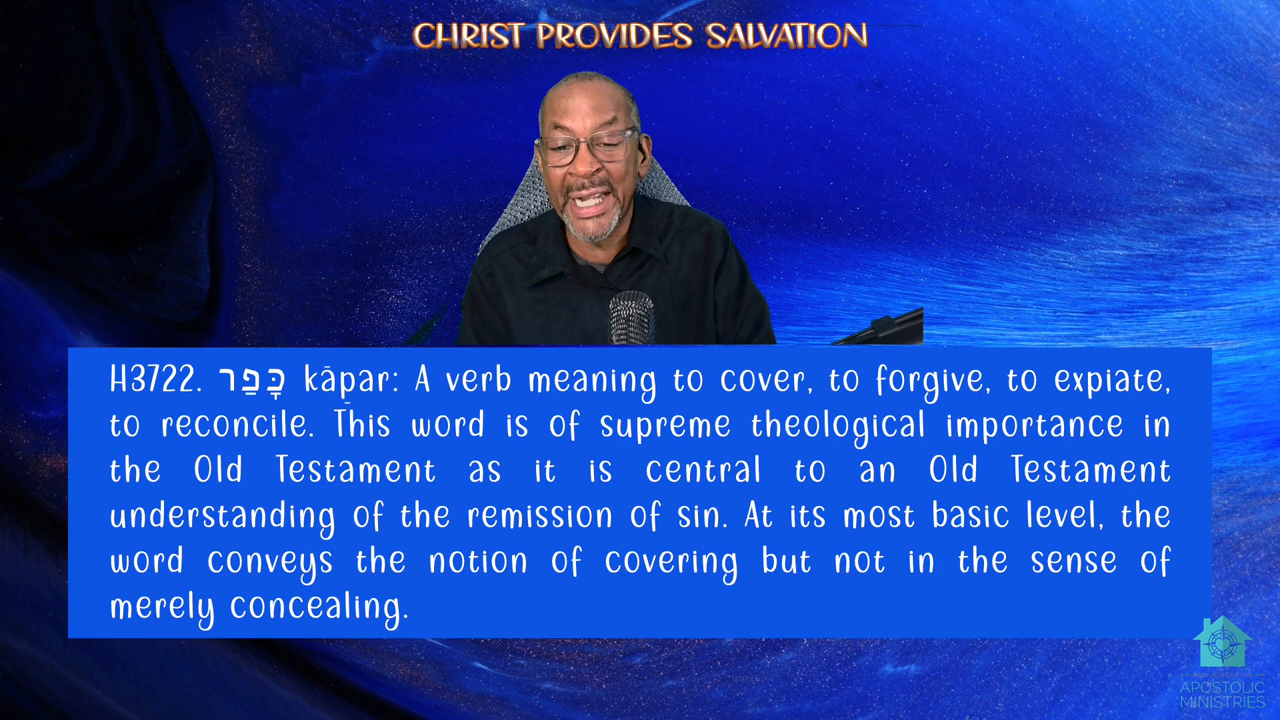 CHRIST PROVIDES SALVATION
H3722. כָּפַר kāp̱ar: A verb meaning to cover, to forgive, to expiate,
to reconcile. This word is of supreme theological importance in
the Old Testament as it is central to an Old Testament
understanding of the remission of sin. At its most basic level, the
word conveys the notion of covering but not in the sense of
merely concealing.
APOSTOLIC
MINISTRIES